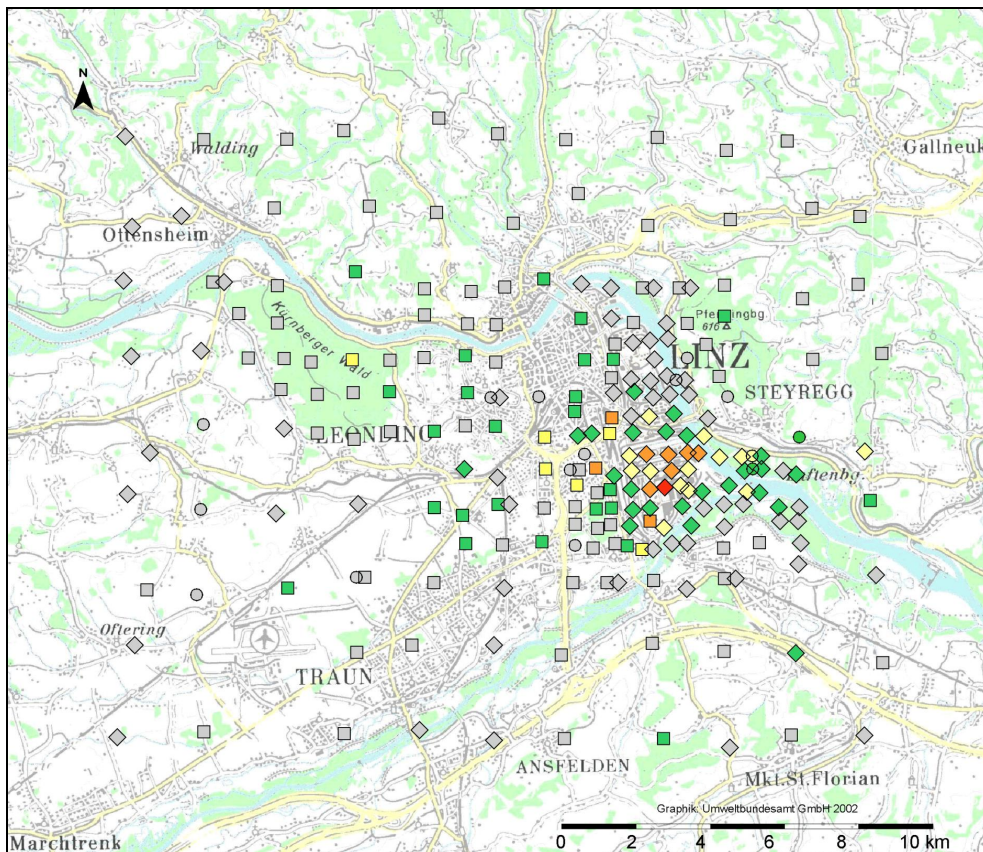 N
Walding
Gallneuk
Ottensheim
Pfenningbg.
616
Kürnberger Wald
LINZ
STEYREGG
LEONDING
Oftering
TRAUN
ANSFELDEN
Mkt.St.Florian
Graphik: Umweltbundesamt GmbH 2002
Marchtrenk
0 2 4 6 8 10 km